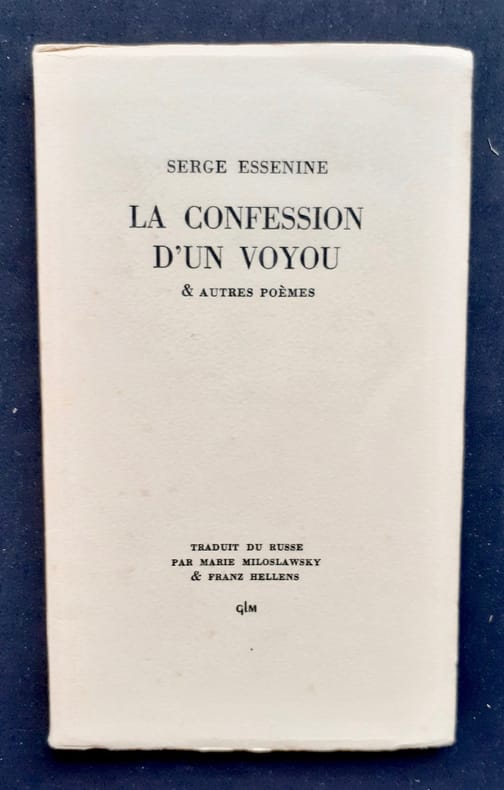 SERGE ESSENINE
LA CONFESSION
D'UN VOYOU
& AUTRES POÈMES
TRADUIT DU RUSSE
PAR MARIE MILOSLAWSKY
& FRANZ HELLENS
GLM